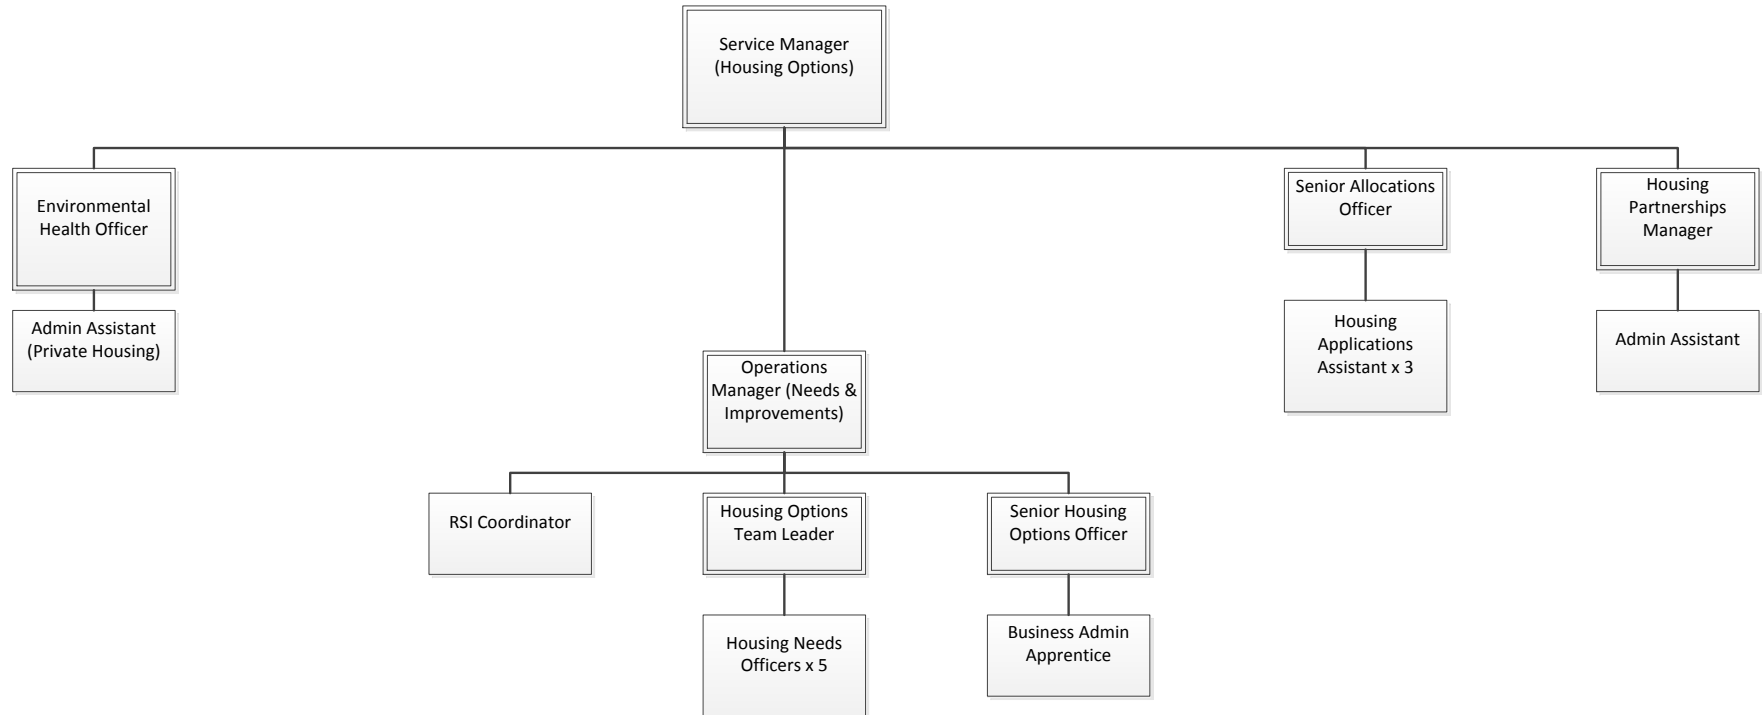 Service Manager
(Housing Options)
Environmental
Health Officer
Senior Allocations
Officer
Housing
Partnerships
Manager
Admin Assistant
(Private Housing)
Housing
Applications
Assistant x 3
Admin Assistant
Operations
Manager (Needs &
Improvements)
RSI Coordinator
Housing Options
Team Leader
Senior Housing
Options Officer
Housing Needs
Officers x 5
Business Admin
Apprentice